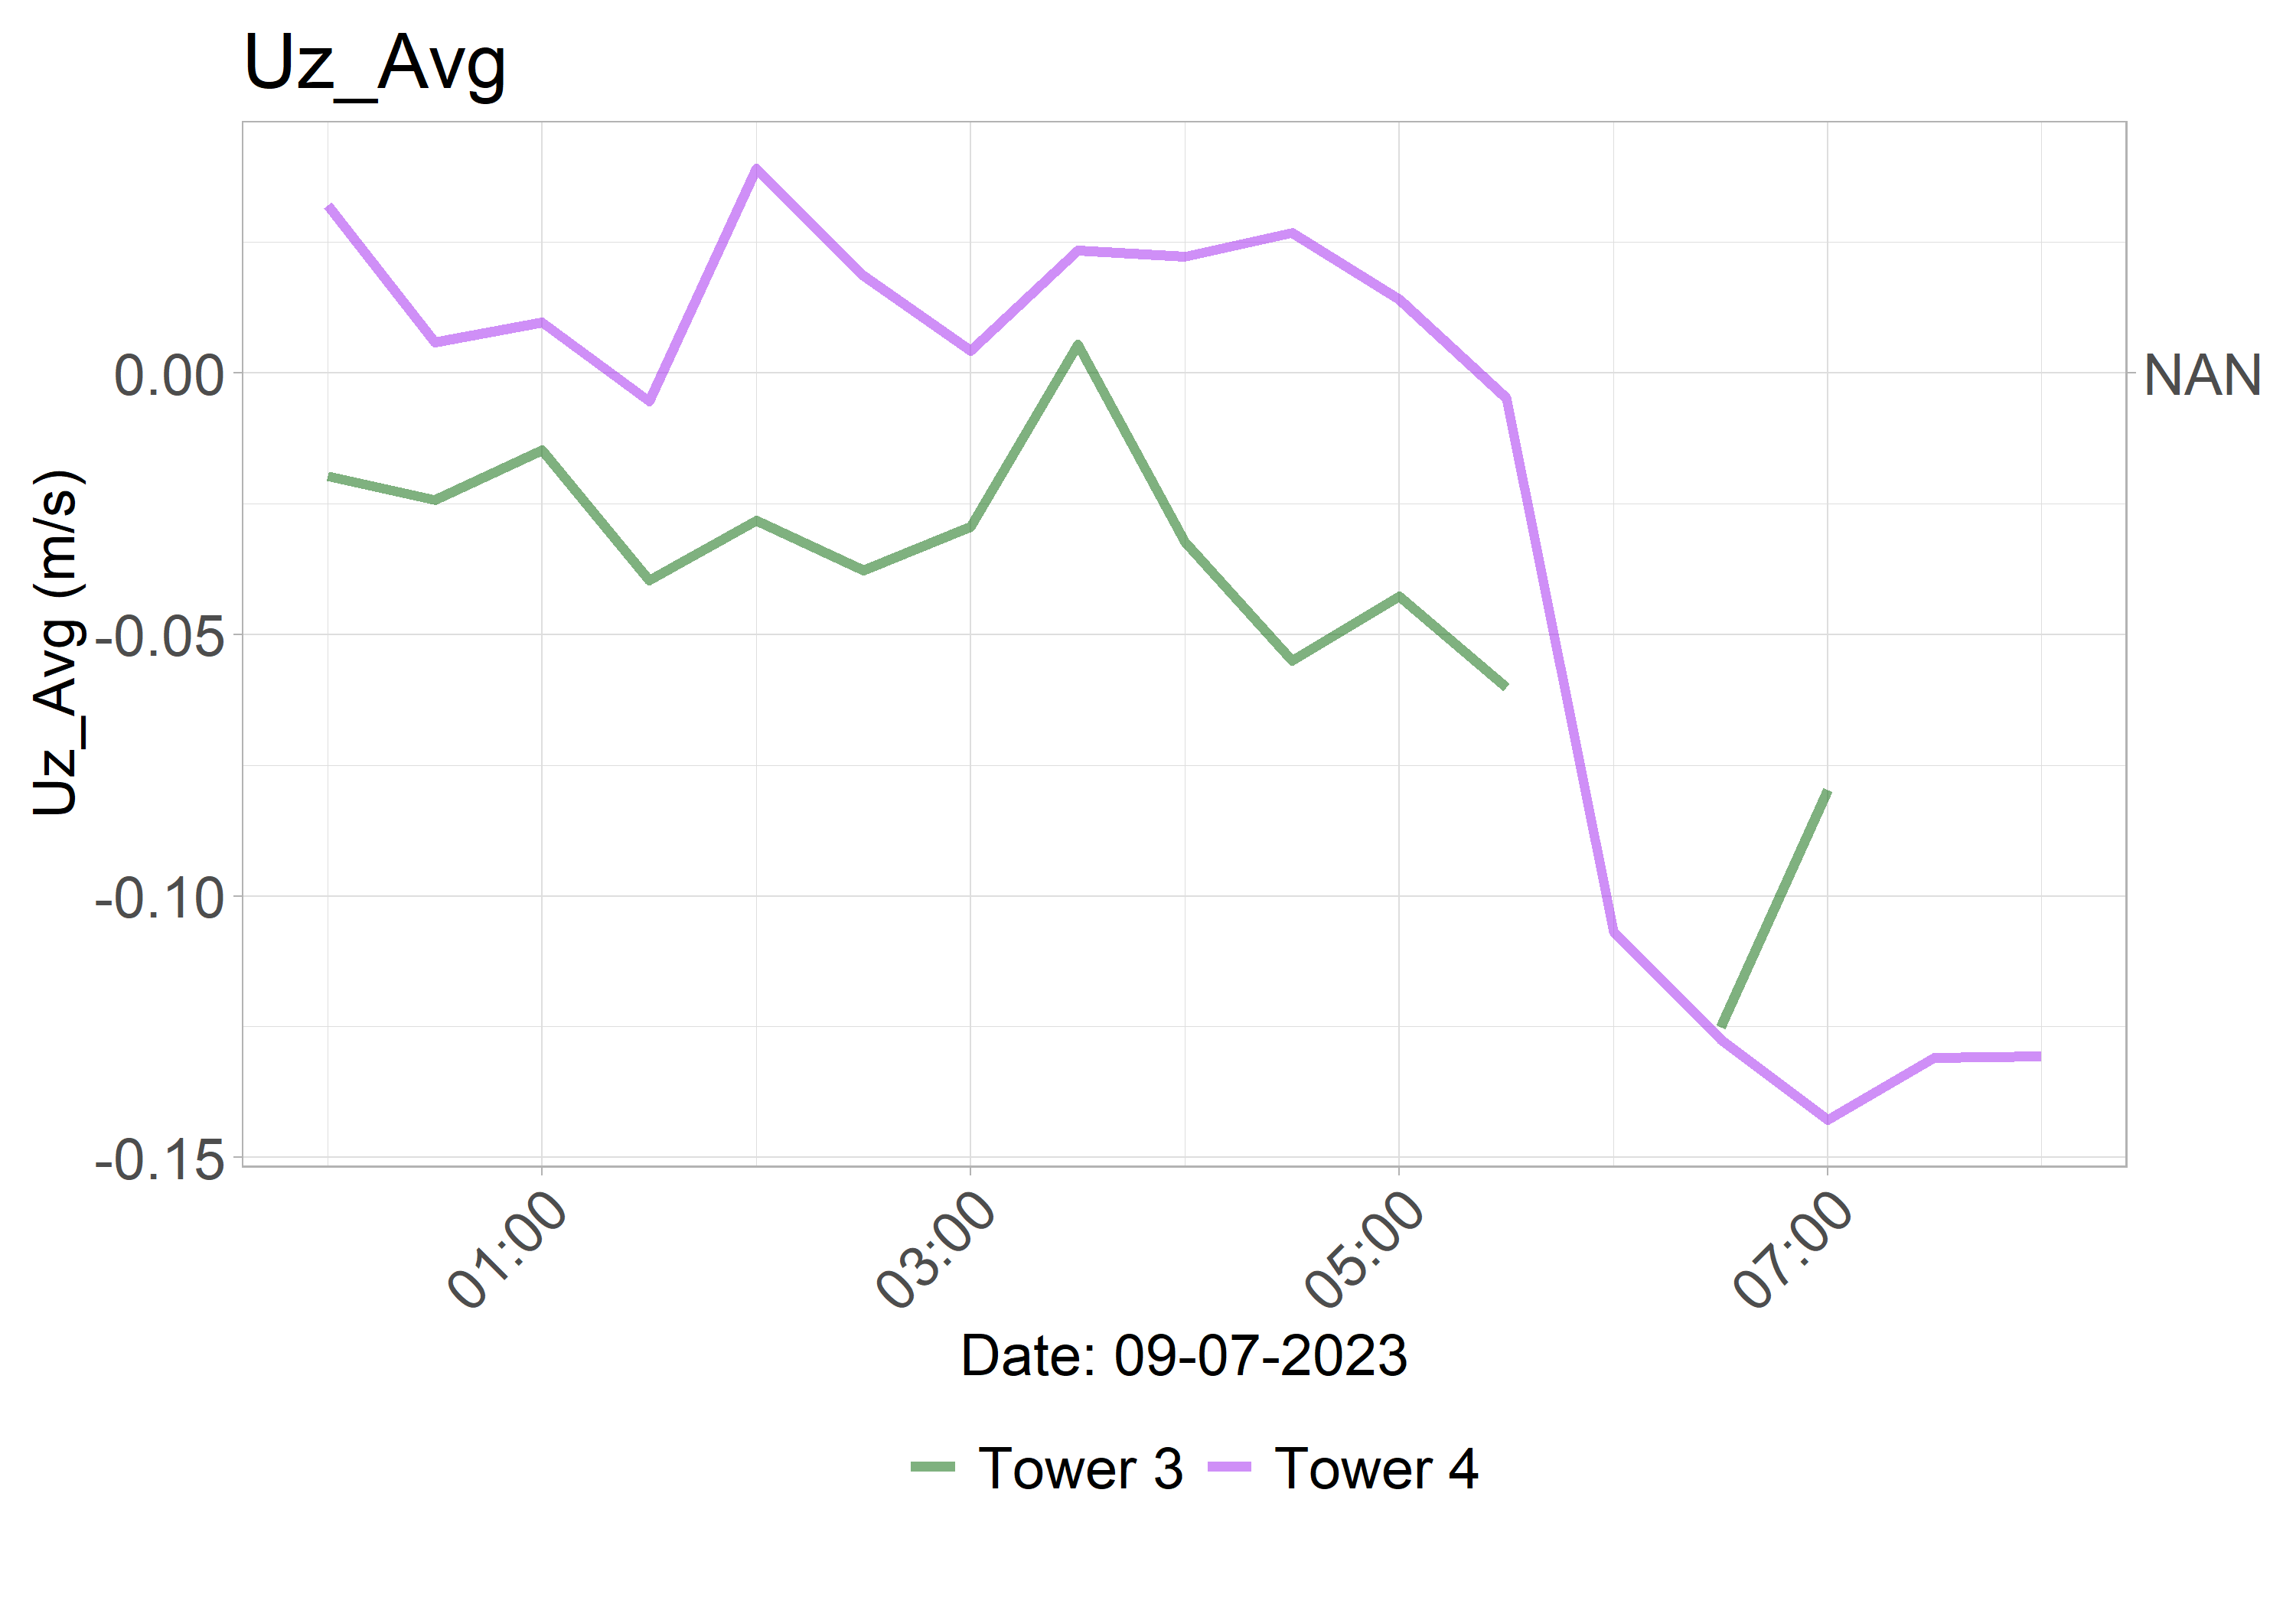 Uz_Avg
Uz_Avg (m/s)
0.00
-0.05
-0.10
-0.15
NAN
01:00
03:00
05:00
07:00
Date: 09-07-2023
Tower 3
Tower 4